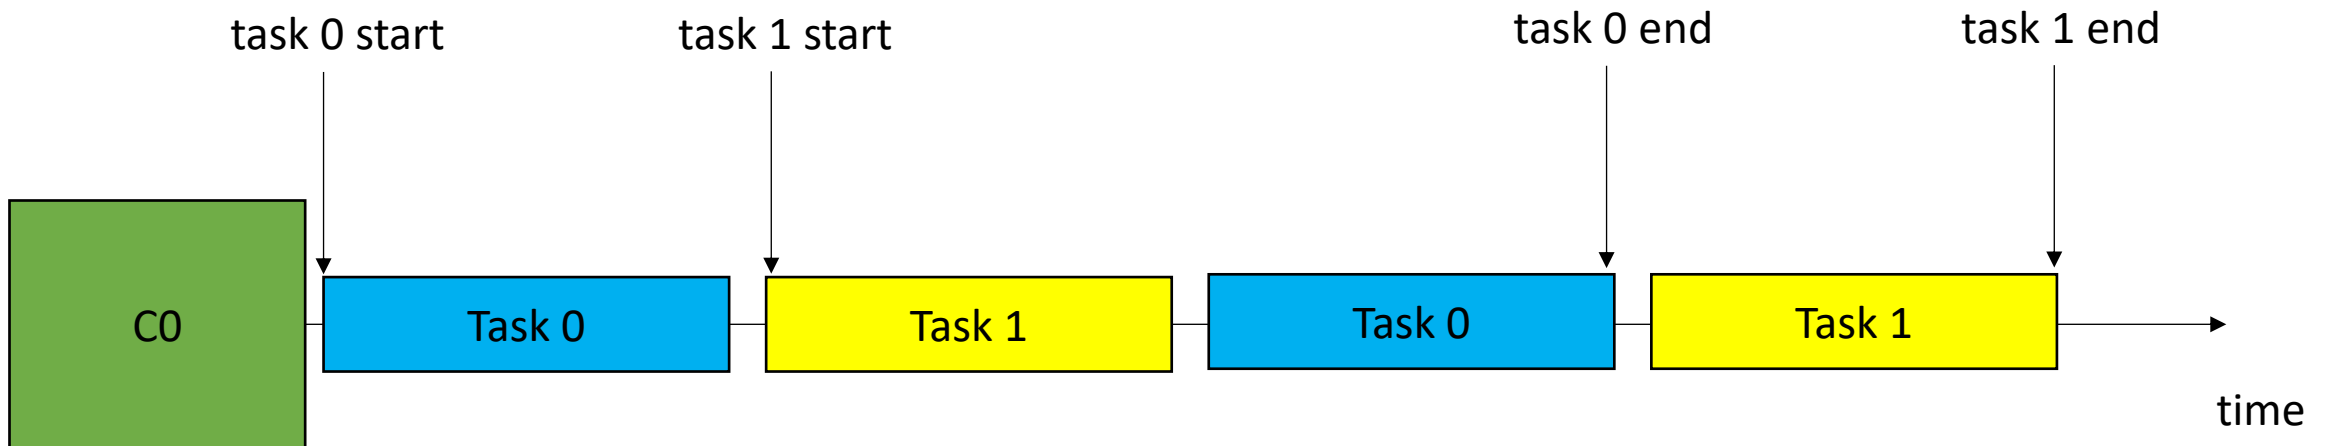 task 0 start
task 1 start
task 0 end
task 1 end
C0
Task 0
Task 1
Task 0
Task 1
time